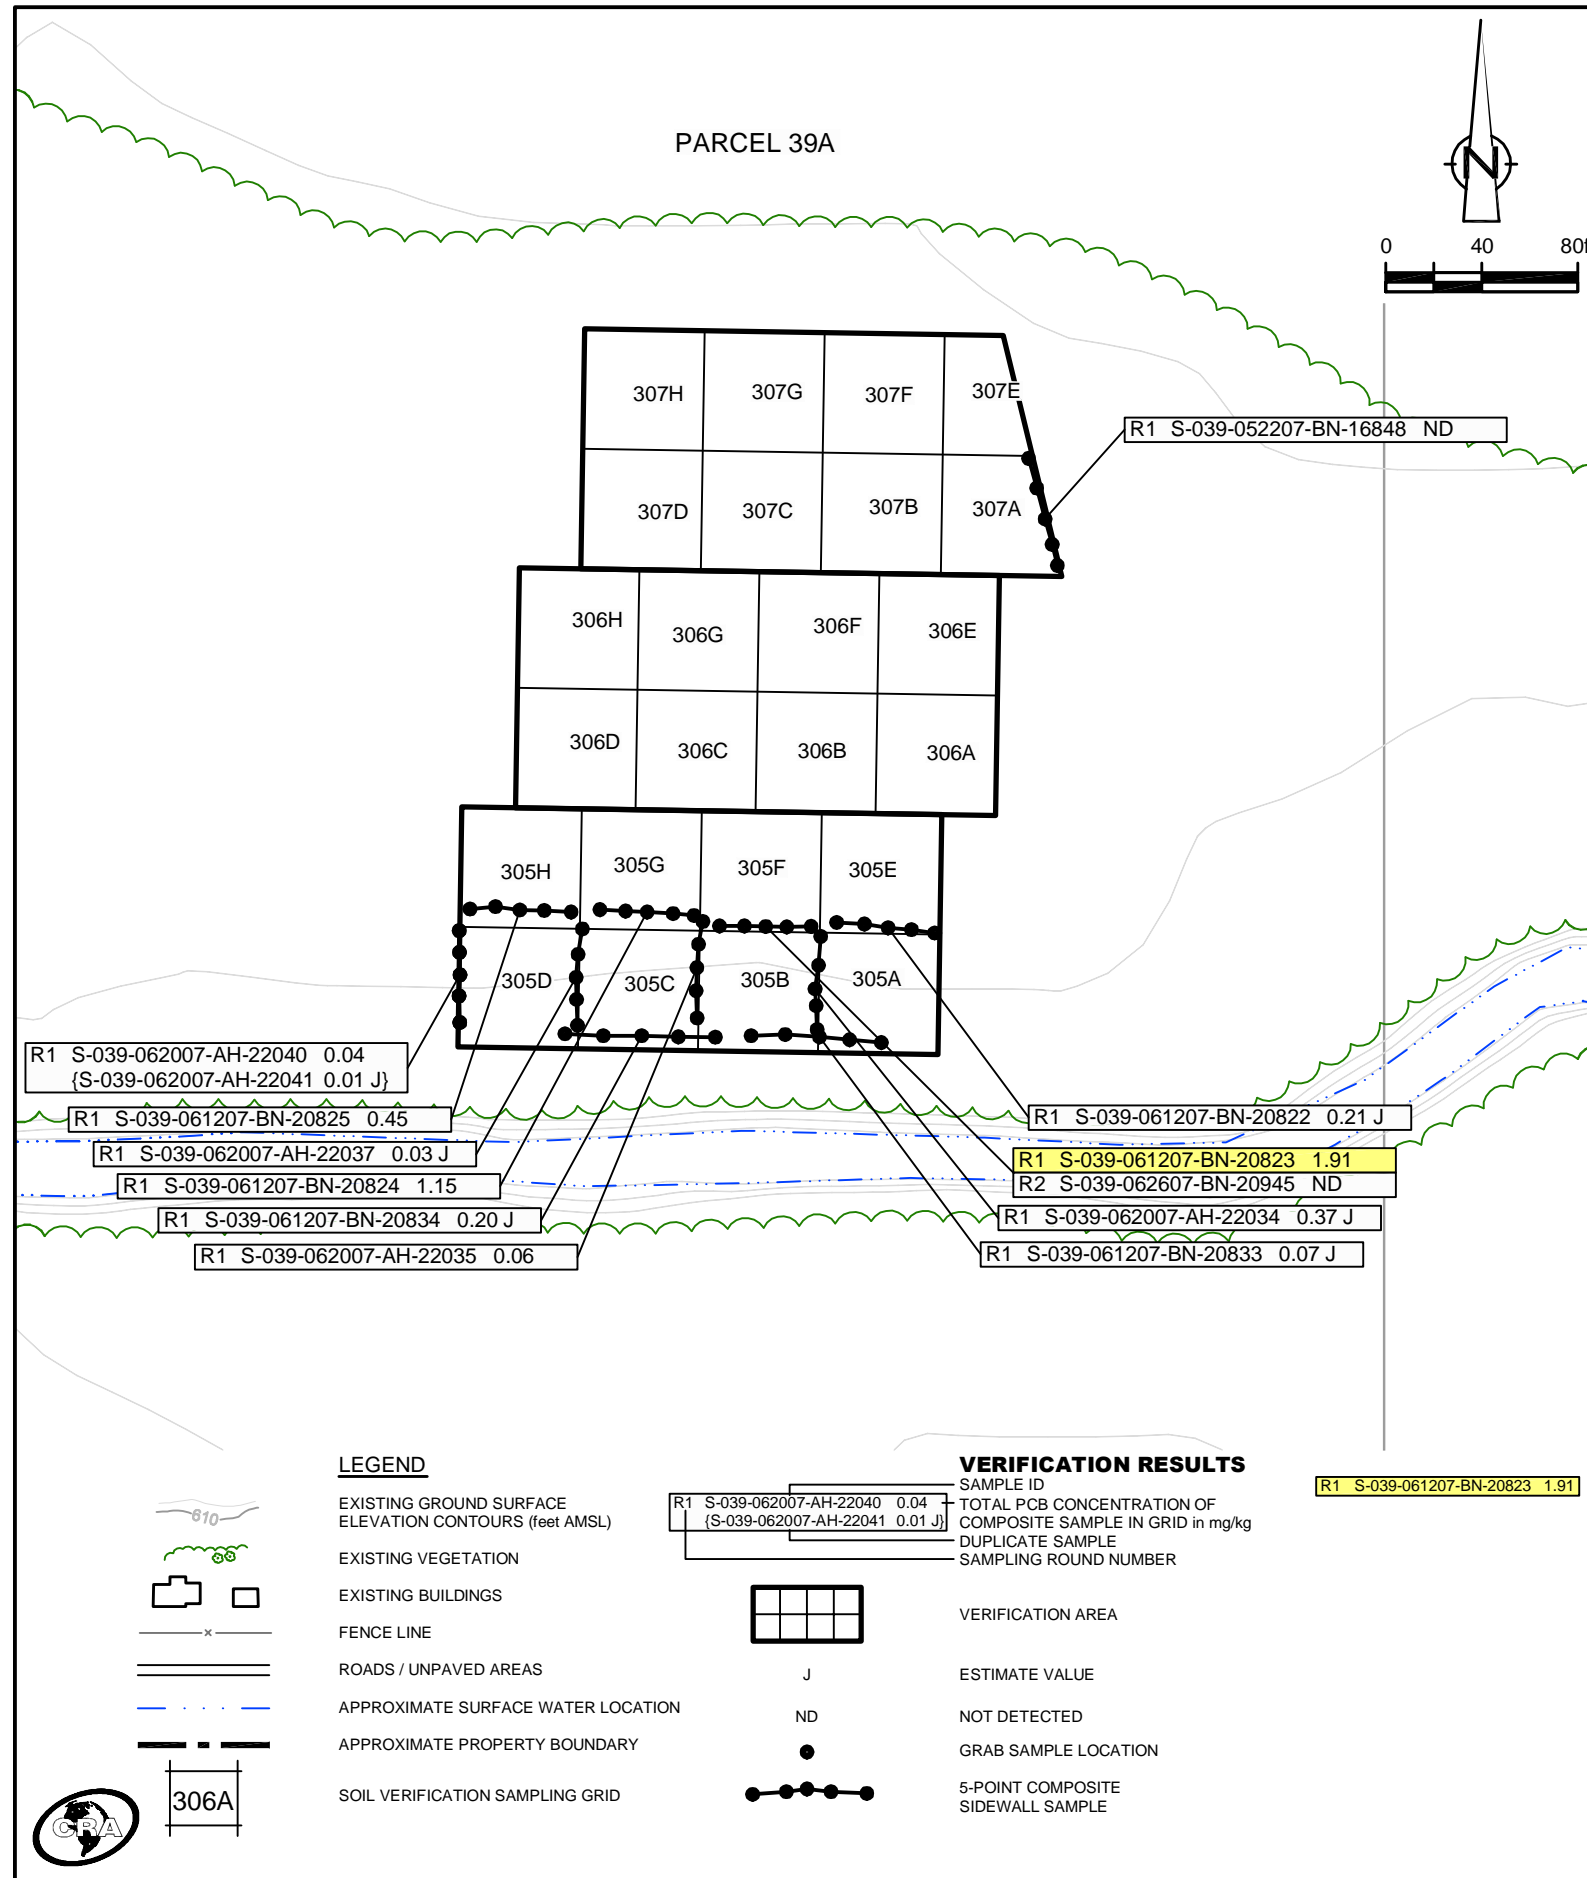 PARCEL 39A
N
0 40 80f
307H 307G 307F 307E
R1 S-039-052207-BN-16848 ND
307D 307C 307B 307A
306H 306G 306F 306E
306D 306C 306B 306A
305H 305G 305F 305E
305D 305C 305B 305A
R1 S-039-062007-AH-22040 0.04
{S-039-062007-AH-22041 0.01 J}
R1 S-039-061207-BN-20825 0.45
R1 S-039-062007-AH-22037 0.03 J
R1 S-039-061207-BN-20824 1.15
R1 S-039-061207-BN-20834 0.20 J
R1 S-039-062007-AH-22035 0.06
R1 S-039-061207-BN-20822 0.21 J
R1 S-039-061207-BN-20823 1.91
R2 S-039-062607-BN-20945 ND
R1 S-039-062007-AH-22034 0.37 J
R1 S-039-061207-BN-20833 0.07 J
LEGEND
610
EXISTING GROUND SURFACE
ELEVATION CONTOURS (feet AMSL)
EXISTING VEGETATION
EXISTING BUILDINGS
x
FENCE LINE
ROADS / UNPAVED AREAS
APPROXIMATE SURFACE WATER LOCATION
APPROXIMATE PROPERTY BOUNDARY
306A
SOIL VERIFICATION SAMPLING GRID
CRA
VERIFICATION RESULTS
R1 S-039-062007-AH-22040 0.04
{S-039-062007-AH-22041 0.01 J}
SAMPLE ID
TOTAL PCB CONCENTRATION OF
COMPOSITE SAMPLE IN GRID in mg/kg
DUPLICATE SAMPLE
SAMPLING ROUND NUMBER
R1 S-039-061207-BN-20823 1.91
VERIFICATION AREA
J ESTIMATE VALUE
ND NOT DETECTED
GRAB SAMPLE LOCATION
5-POINT COMPOSITE
SIDEWALL SAMPLE